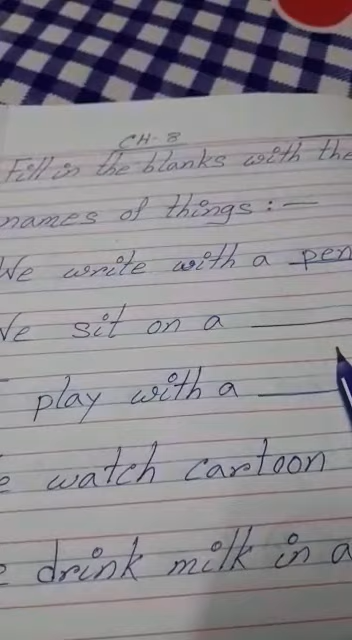 CH-3
Fill in the blanks with the
names of things :—
We write with a pen
We sit on a
play with a
watch cartoon
drink milk in a